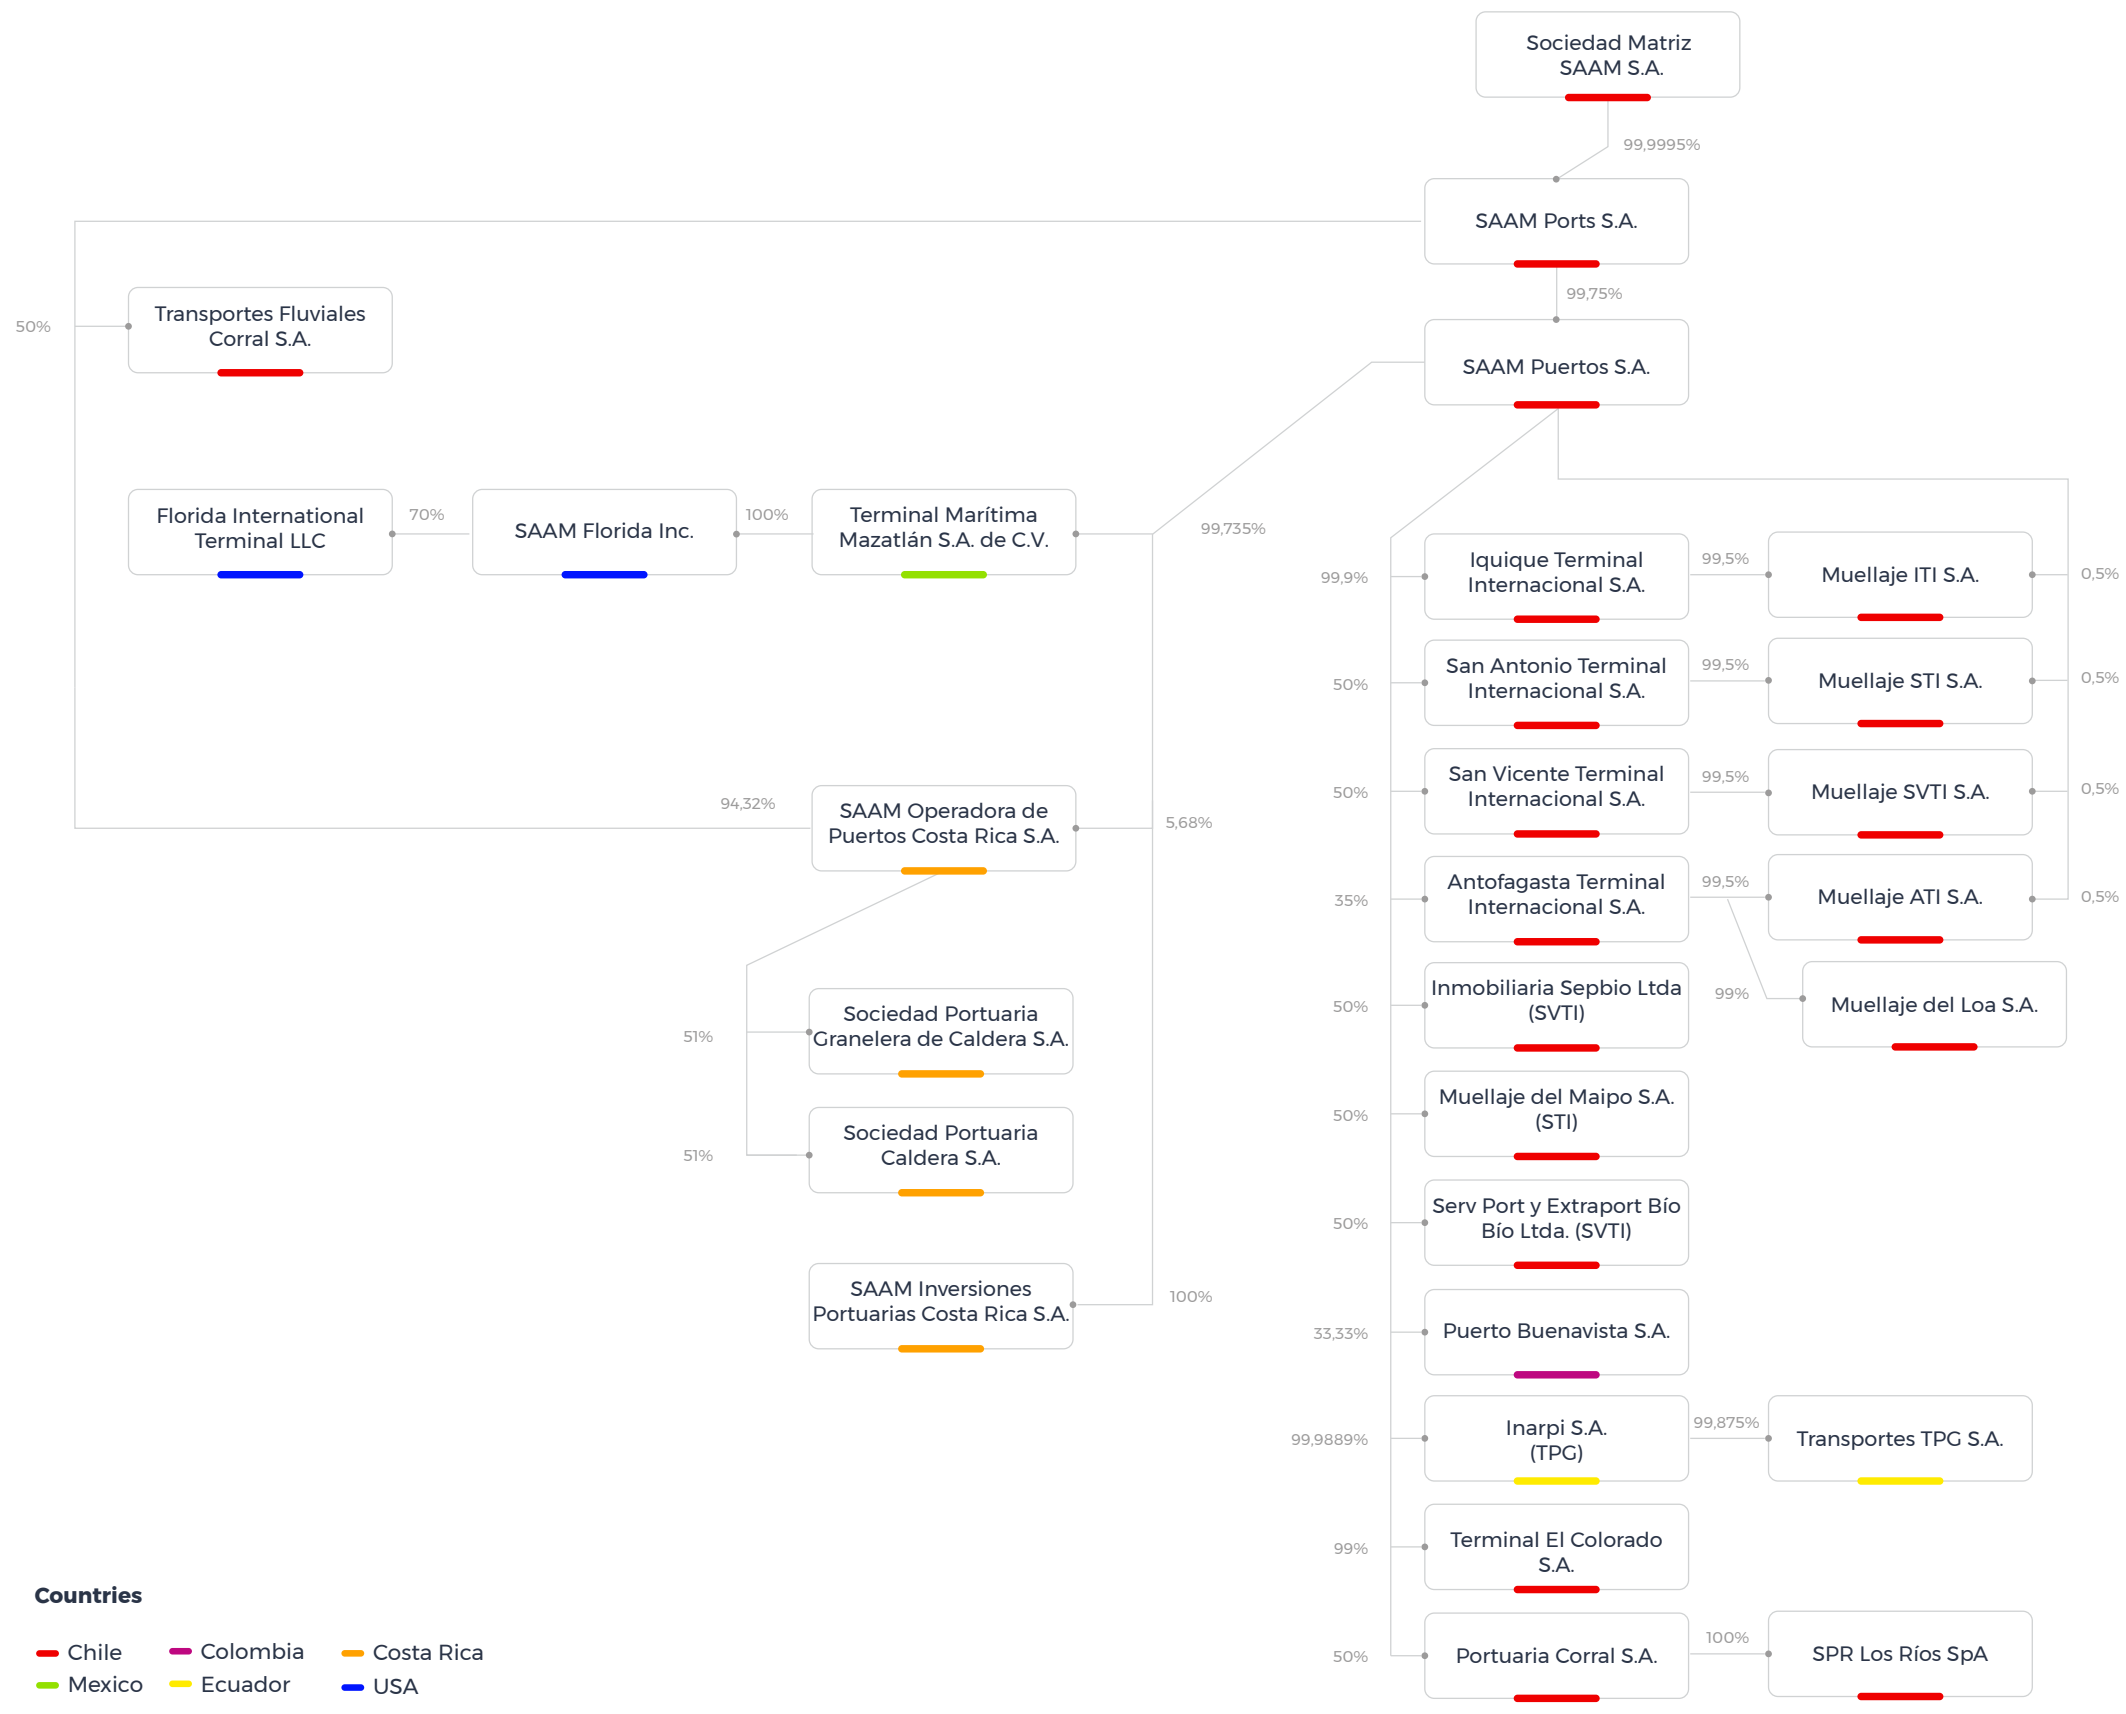 Sociedad Matriz
SAAM S.A.
99,9995%
SAAM Ports S.A.
99,75%
50%
Transportes Fluviales
Corral S.A.
SAAM Puertos S.A.
Florida International
Terminal LLC
70%
SAAM Florida Inc.
100%
Terminal Marítima
Mazatlán S.A. de C.V.
99,735%
99,9%
Iquique Terminal
Internacional S.A.
99,5%
Muellaje ITI S.A.
0,5%
50%
San Antonio Terminal
Internacional S.A.
99,5%
Muellaje STI S.A.
0,5%
50%
San Vicente Terminal
Internacional S.A.
99,5%
Muellaje SVTI S.A.
0,5%
94,32%
SAAM Operadora de
Puertos Costa Rica S.A.
5,68%
35%
Antofagasta Terminal
Internacional S.A.
99,5%
Muellaje ATI S.A.
0,5%
50%
Inmobiliaria Sepbio Ltda
(SVTI)
99%
Muellaje del Loa S.A.
51%
Sociedad Portuaria
Granelera de Caldera S.A.
50%
Muellaje del Maipo S.A.
(STI)
51%
Sociedad Portuaria
Caldera S.A.
50%
Serv Port y Extraport Bío
Bío Ltda. (SVTI)
SAAM Inversiones
Portuarias Costa Rica S.A.
100%
33,33%
Puerto Buenavista S.A.
99,9889%
Inarpi S.A.
(TPG)
99,875%
Transportes TPG S.A.
99%
Terminal El Colorado
S.A.
50%
Portuaria Corral S.A.
100%
SPR Los Ríos SpA
Countries
Chile
Colombia
Costa Rica
Mexico
Ecuador
USA